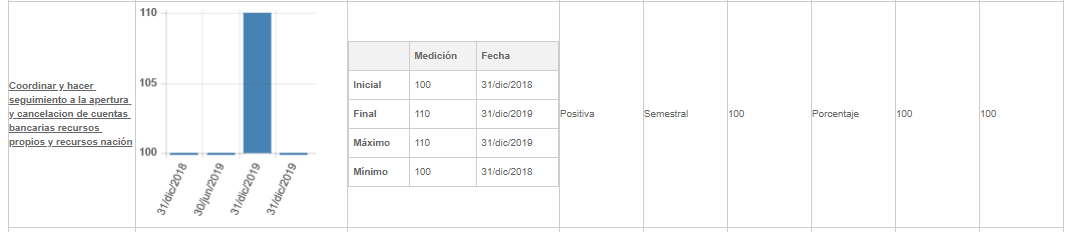 Coordinar y hacer
seguimiento a la apertura
y cancelacion de cuentas
bancarias recursos
propios y recursos nación
110
105
100
31/dic/2018
30/jun/2019
31/dic/2019
31/dic/2019
Medición Fecha
Inicial 100 31/dic/2018
Final 110 31/dic/2019
Máximo 110 31/dic/2019
Mínimo 100 31/dic/2018
Positiva Semestral 100 Porcentaje 100 100